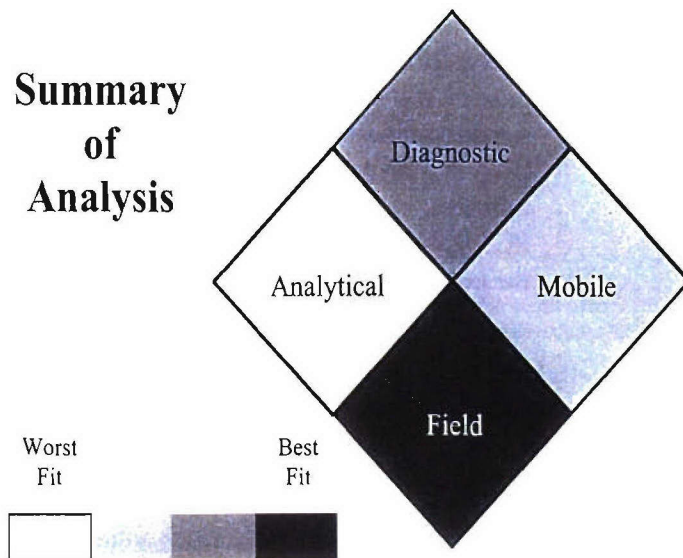 Summary
of
Analysis
Diagnostic
Analytical
Mobile
Field
Worst
Fit
Best
Fit